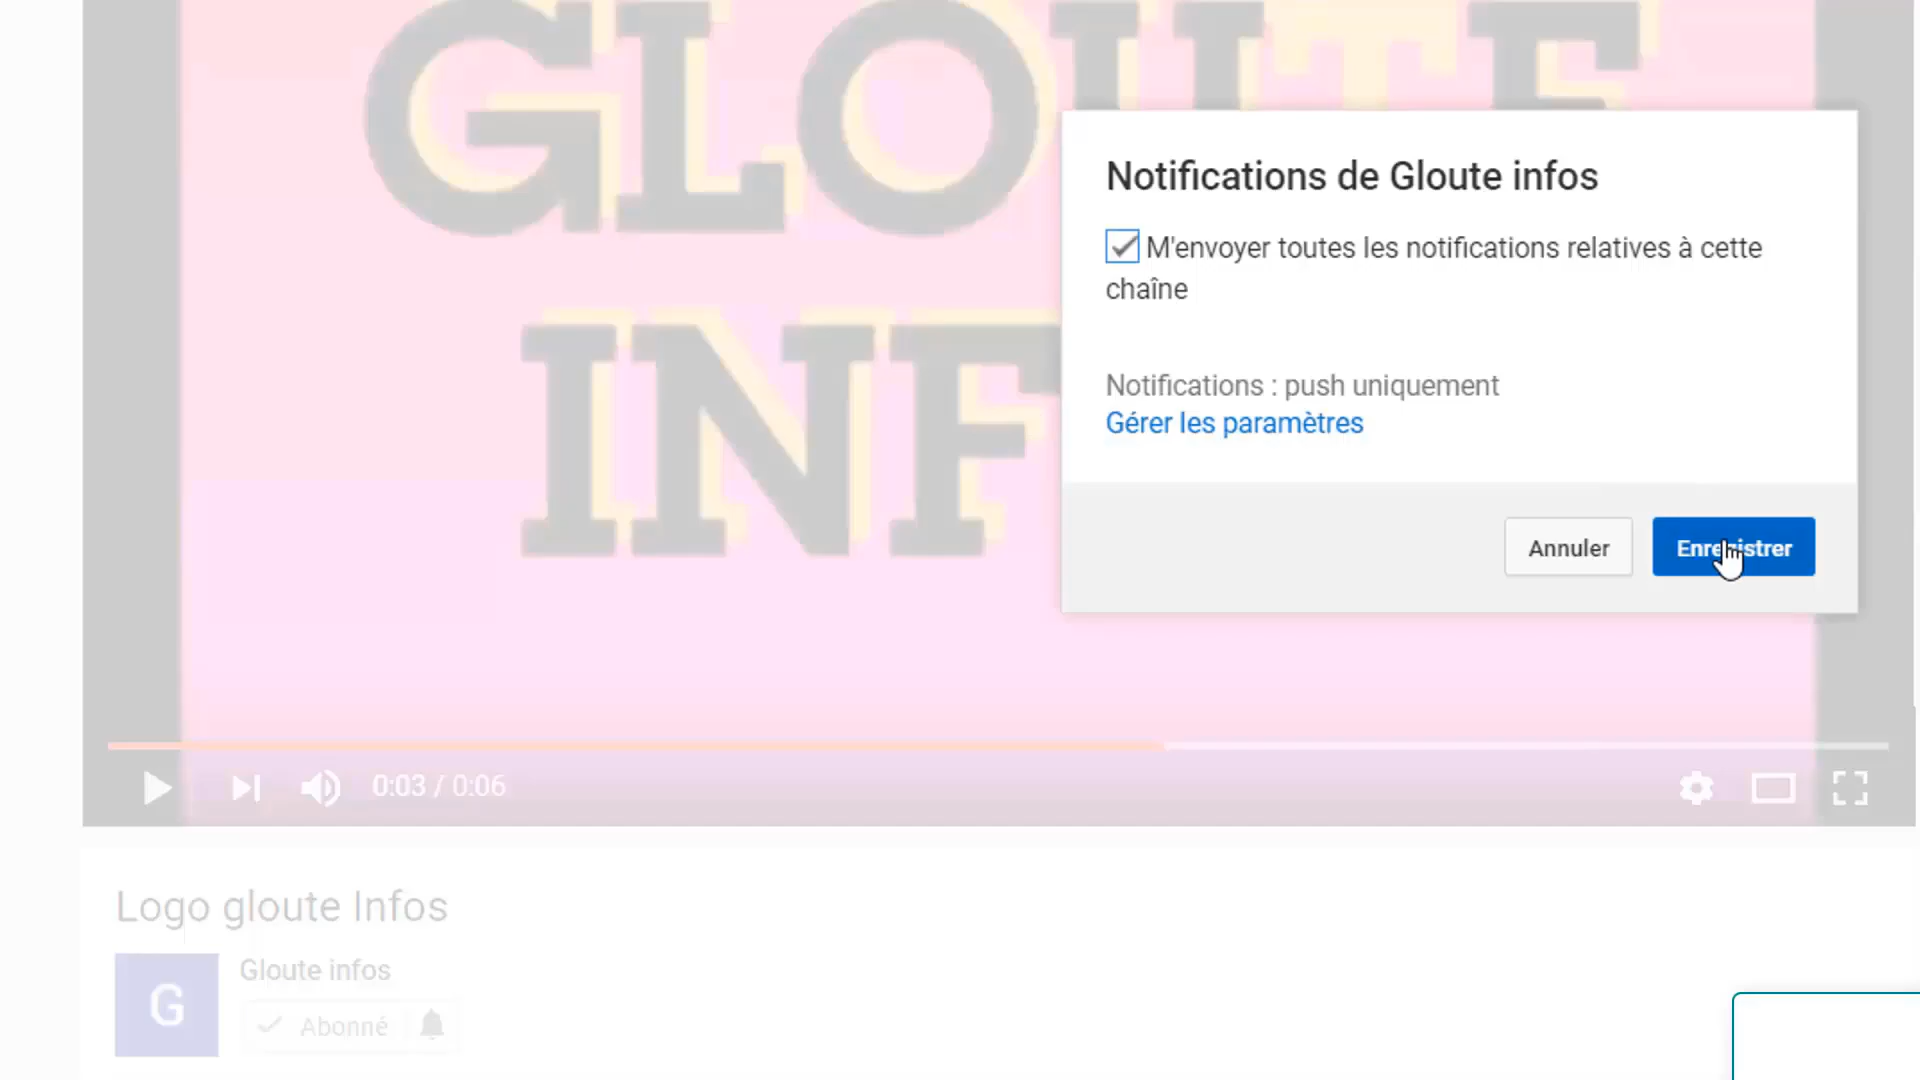 GLOUTE
INF
Notifications de Gloute infos
M'envoyer toutes les notifications relatives à cette
chaîne
Notifications : push uniquement
Gérer les paramètres
Annuler
Enregistrer
0:03 / 0:06
Logo gloute Infos
G
Gloute infos
Abonné